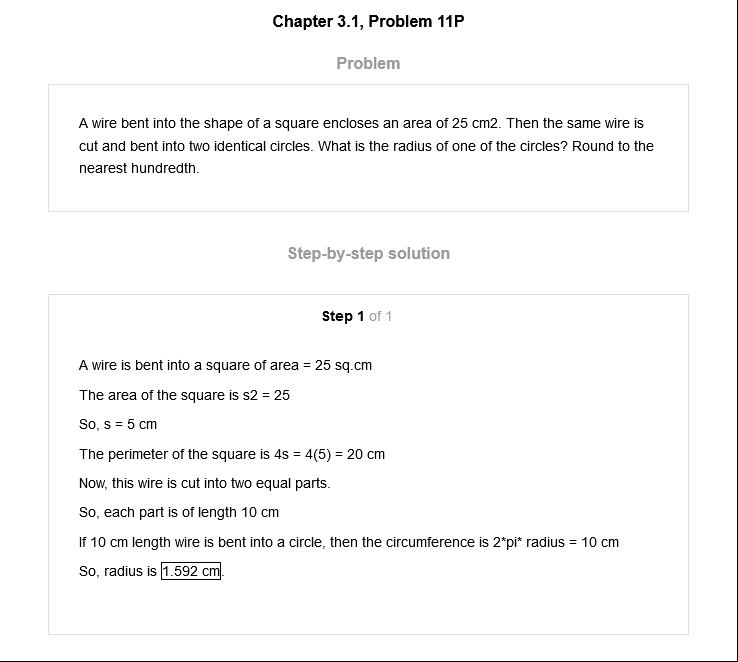 Chapter 3.1, Problem 11P
Problem
A wire bent into the shape of a square encloses an area of 25 cm2. Then the same wire is
cut and bent into two identical circles. What is the radius of one of the circles? Round to the
nearest hundredth.
Step-by-step solution
Step 1 of 1
A wire is bent into a square of area = 25 sq.cm
The area of the square is s2 = 25
So, s = 5 cm
The perimeter of the square is 4s = 4(5) = 20 cm
Now, this wire is cut into two equal parts.
So, each part is of length 10 cm
If 10 cm length wire is bent into a circle, then the circumference is 2*pi* radius = 10 cm
So, radius is 1.592 cm.